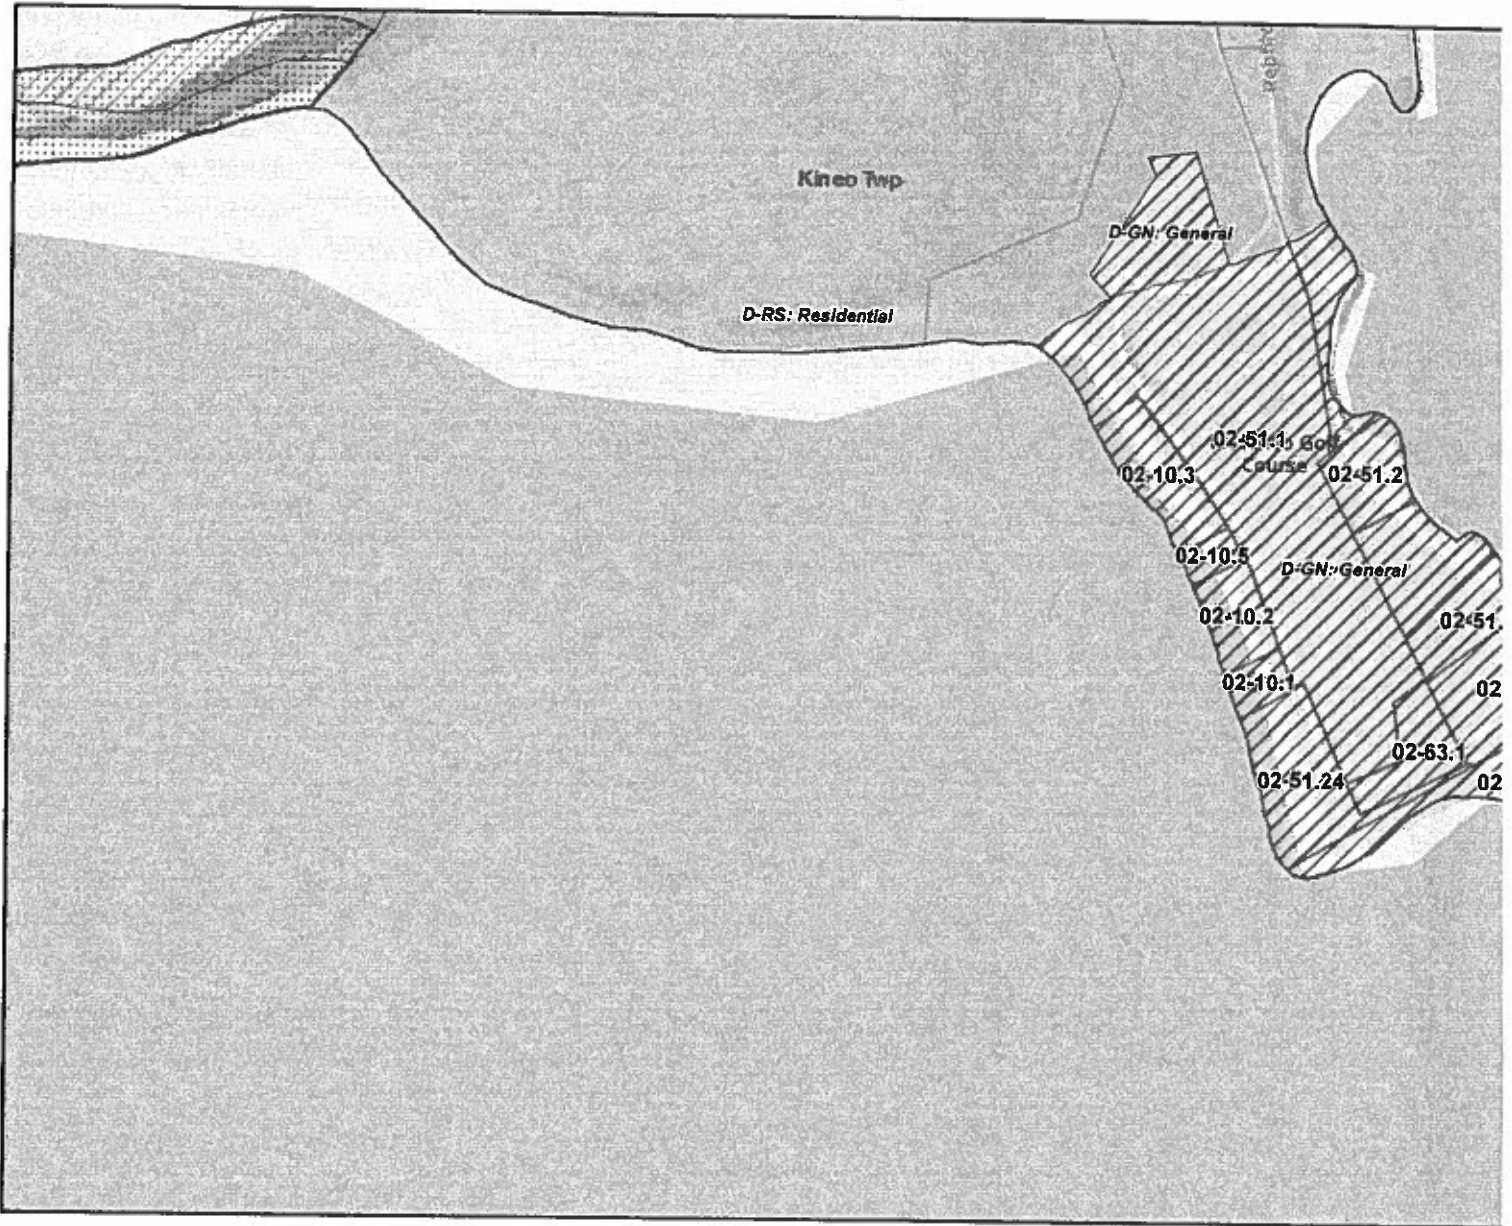 Kineo Twp
D-GN: General
D-RS: Residential
02-51.1
Golf
Course
02-10.3
02-51.2
02-10.5
D-GN: General
02-10.2
02-51.
02-10.1
02
02-63.1
02-51.24
02